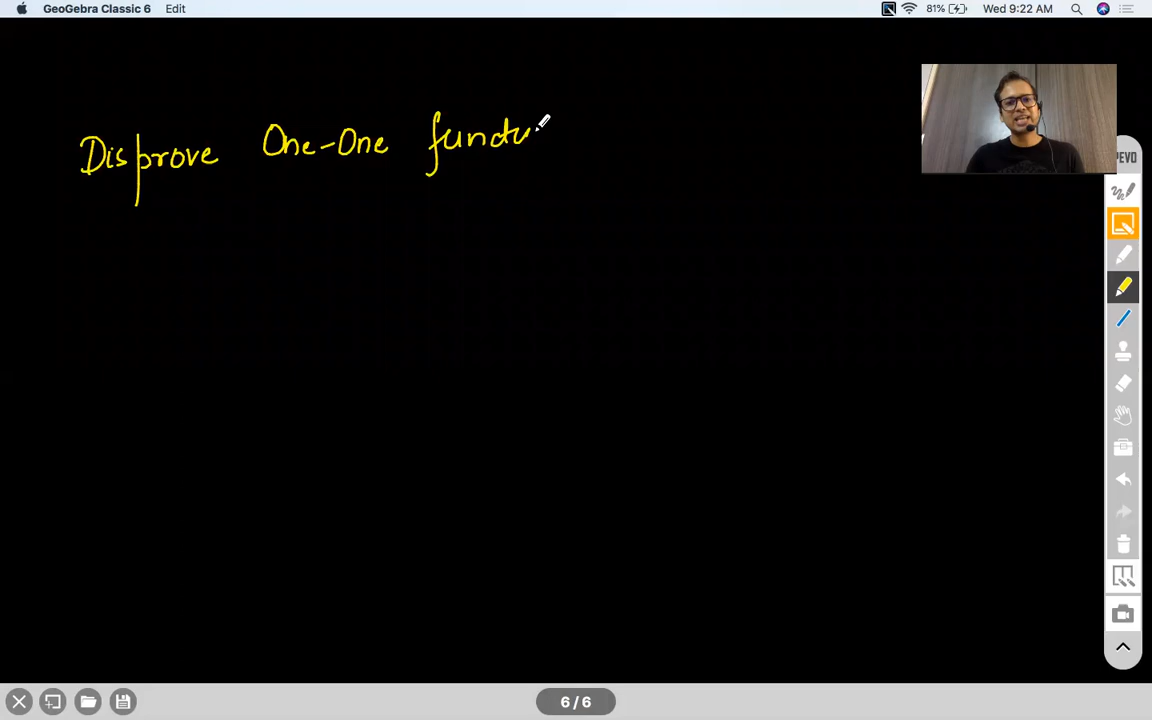 GeoGebra Classic 6 Edit 81% Wed 9:22 AM
Disprove One-One functi
PEVO
6 / 6